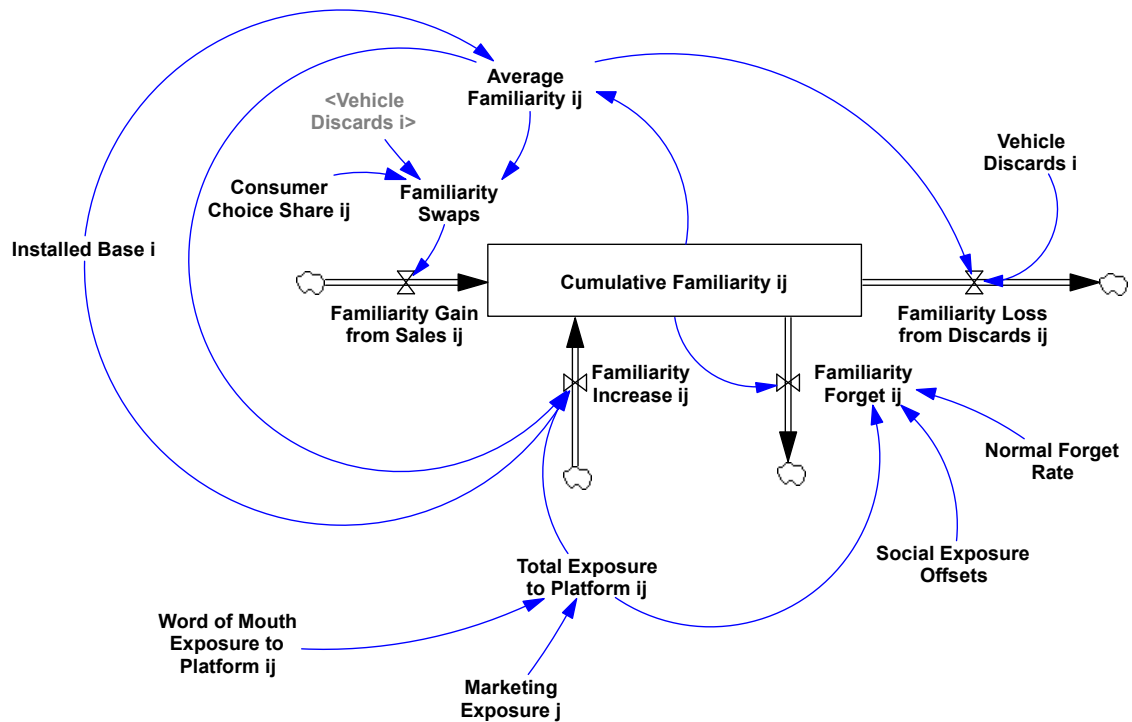 Average
Familiarity ij
<Vehicle
Discards i>
Vehicle
Discards i
Consumer
Choice Share ij
Familiarity
Swaps
Installed Base i
Cumulative Familiarity ij
Familiarity Gain
from Sales ij
Familiarity Loss
from Discards ij
Familiarity
Increase ij
Familiarity
Forget ij
Normal Forget
Rate
Total Exposure
to Platform ij
Social Exposure
Offsets
Word of Mouth
Exposure to
Platform ij
Marketing
Exposure j